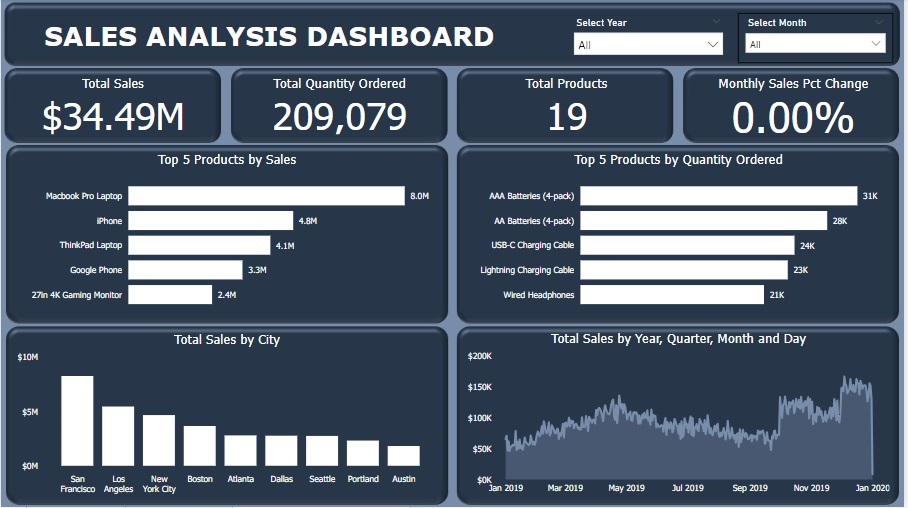 SALES ANALYSIS DASHBOARD
Select Year
All
Select Month
All
Total Sales
$34.49M
Total Quantity Ordered
209,079
Total Products
19
Monthly Sales Pct Change
0.00%
Top 5 Products by Sales
Macbook Pro Laptop 8.0M
iPhone 4.8M
ThinkPad Laptop 4.1M
Google Phone 3.3M
27in 4K Gaming Monitor 2.4M
Top 5 Products by Quantity Ordered
AAA Batteries (4-pack) 31K
AA Batteries (4-pack) 28K
USB-C Charging Cable 24K
Lightning Charging Cable 23K
Wired Headphones 21K
Total Sales by City
$10M
$5M
$0M
San
Francisco
Los
Angeles
New
York City
Boston
Atlanta
Dallas
Seattle
Portland
Austin
Total Sales by Year, Quarter, Month and Day
$200K
$150K
$100K
$50K
$0K
Jan 2019
Mar 2019
May 2019
Jul 2019
Sep 2019
Nov 2019
Jan 2020